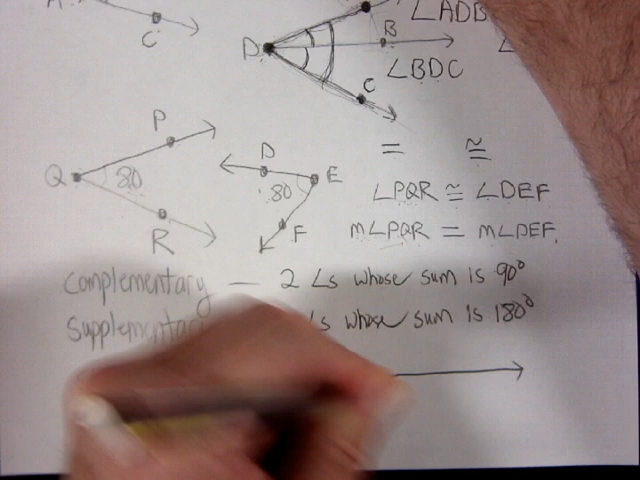 C
∠ADB
D
B
∠BDC
C
P
Q
80
R
D
80
E
F
= ≅
∠PQR ≅ ∠DEF
m∠PQR = m∠DEF
complementary — 2 ∠s whose sum is 90°
∠s whose sum is 180°